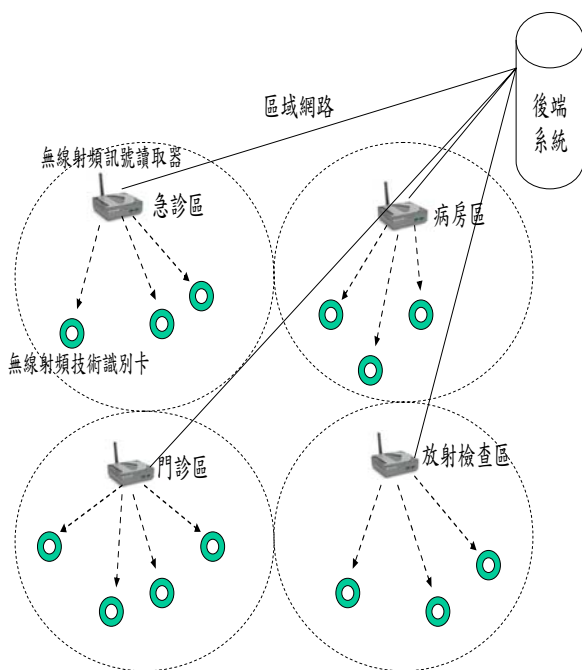 後端
系統
區域網路
無線射頻訊號讀取器
急診區
病房區
無線射頻技術識別卡
門診區
放射檢查區